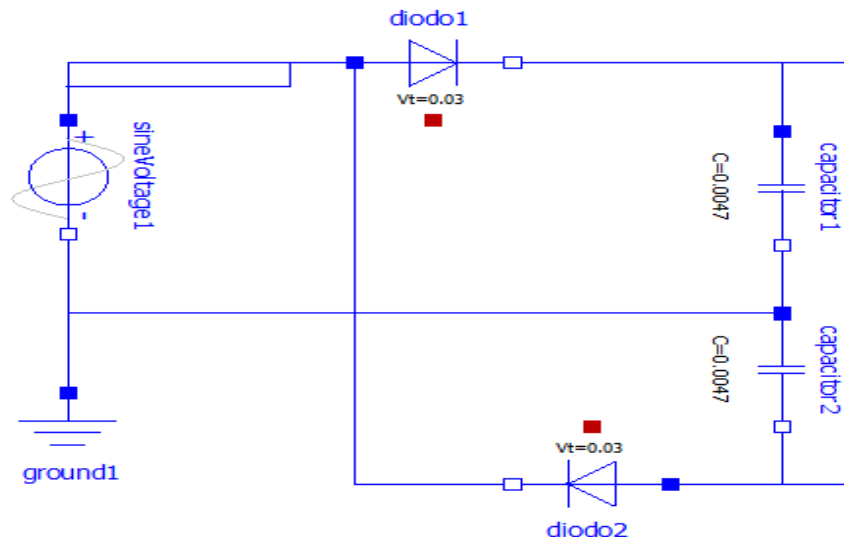 diodo1
Vt=0.03
+
sineVoltage1
-
C=0.0047
capacitor1
C=0.0047
capacitor2
ground1
Vt=0.03
diodo2